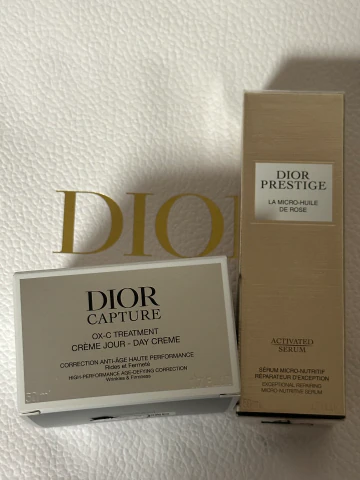 DIOR
DIOR
PRESTIGE
LA MICRO-HUILE
DE ROSE
ACTIVATED
SERUM
SÉRUM MICRO-NUTRITIF
RÉPARATEUR D'EXCEPTION
EXCEPTIONAL REPAIRING
MICRO-NUTRITIVE SERUM
DIOR
CAPTURE
OX-C TREATMENT
CRÈME JOUR - DAY CREME
CORRECTION ANTI-ÂGE HAUTE PERFORMANCE
Rides et Fermeté
HIGH-PERFORMANCE AGE-DEFYING CORRECTION
Wrinkles & Firmness